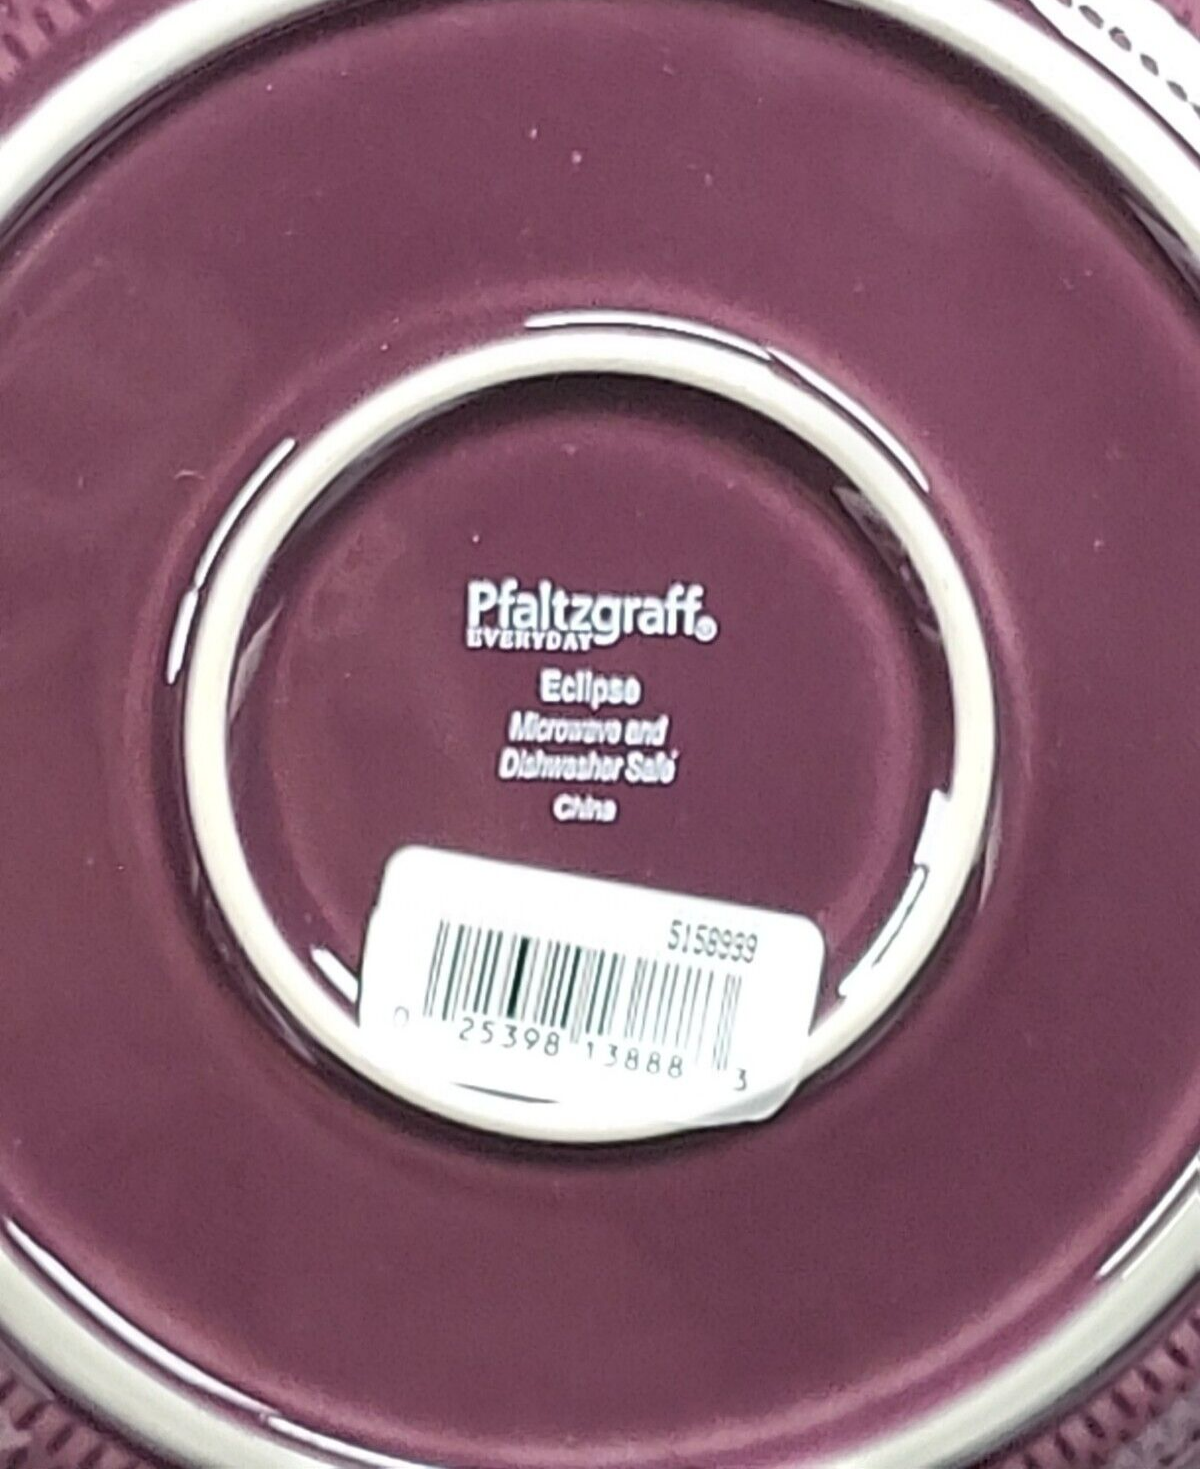 Pfaltzgraff®
EVERYDAY
Eclipse
Microwave and
Dishwasher Safe
China
5158999
0 25398 13888 3